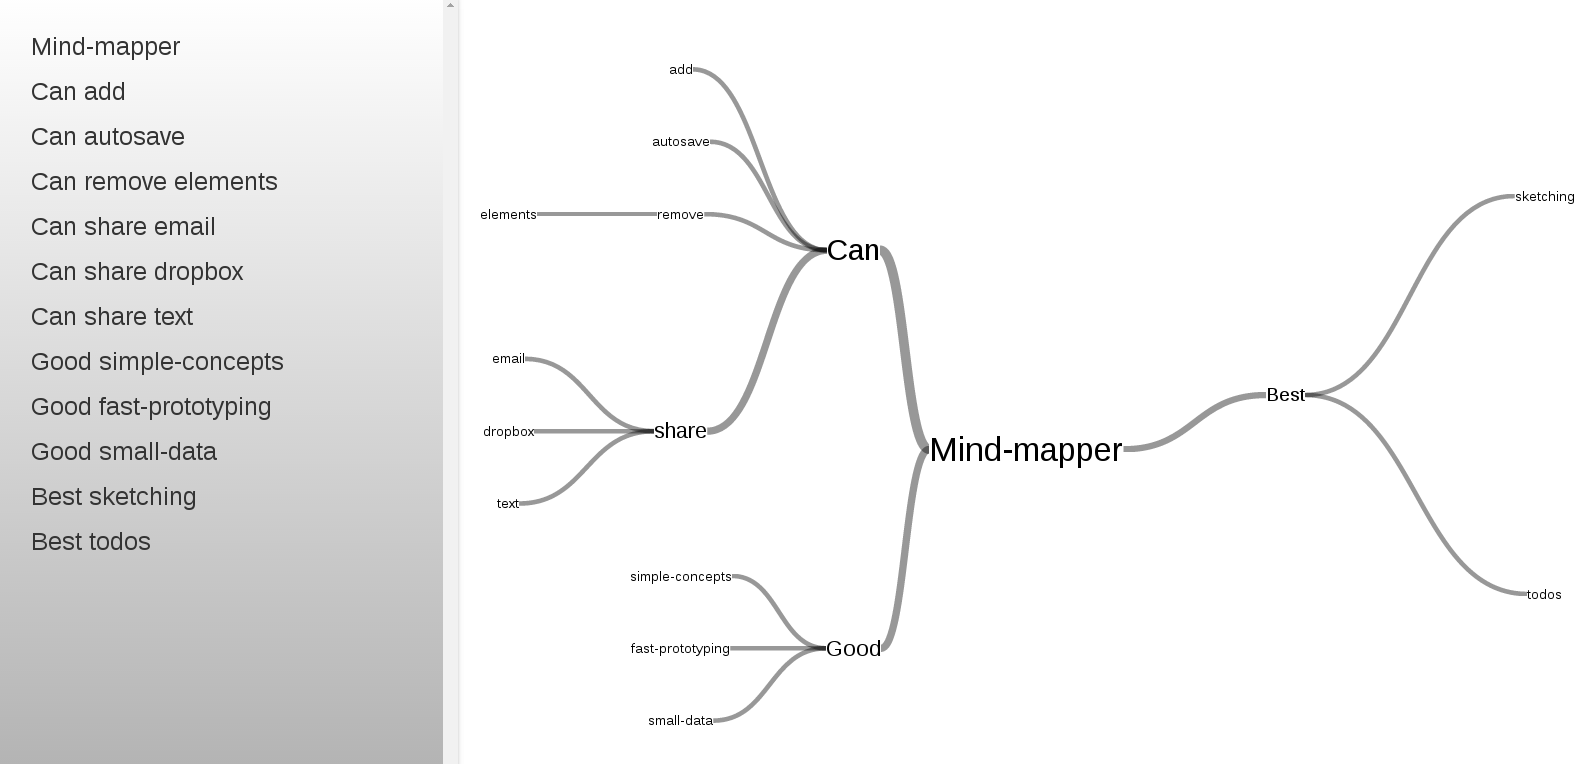 Mind-mapper
Can add
Can autosave
Can remove elements
Can share email
Can share dropbox
Can share text
Good simple-concepts
Good fast-prototyping
Good small-data
Best sketching
Best todos
add
autosave
elements
remove
Can
email
dropbox
text
share
simple-concepts
fast-prototyping
small-data
Good
Mind-mapper
Best
sketching
todos